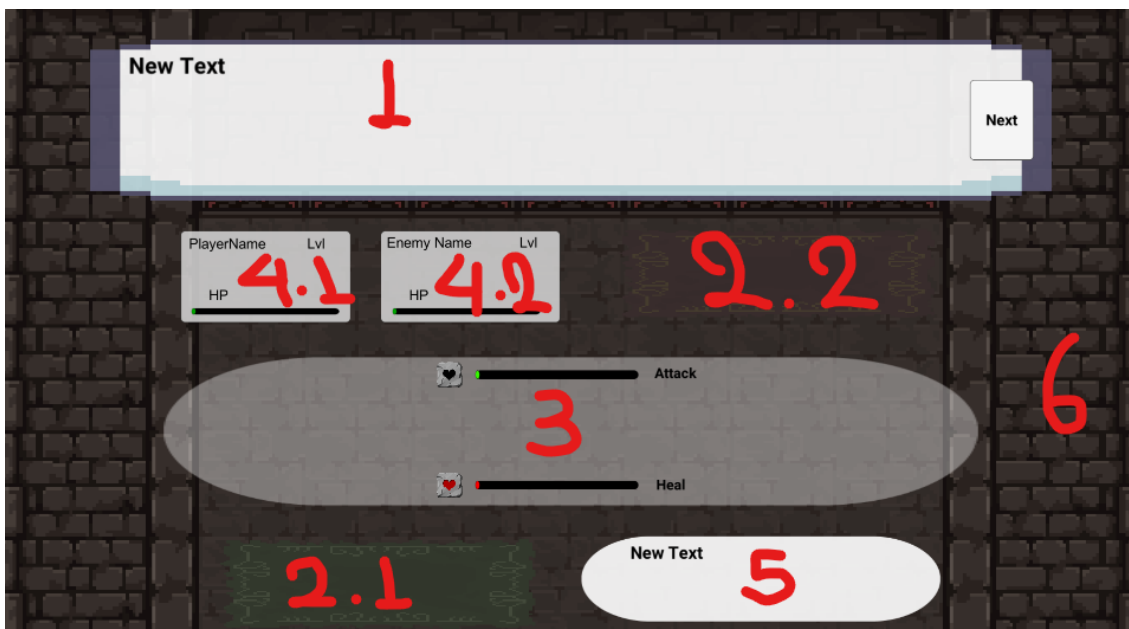 New Text
1
Next
PlayerName Lvl
HP
4.1
Enemy Name Lvl
HP
4.2
2.2
Attack
3
Heal
6
2.1
New Text
5